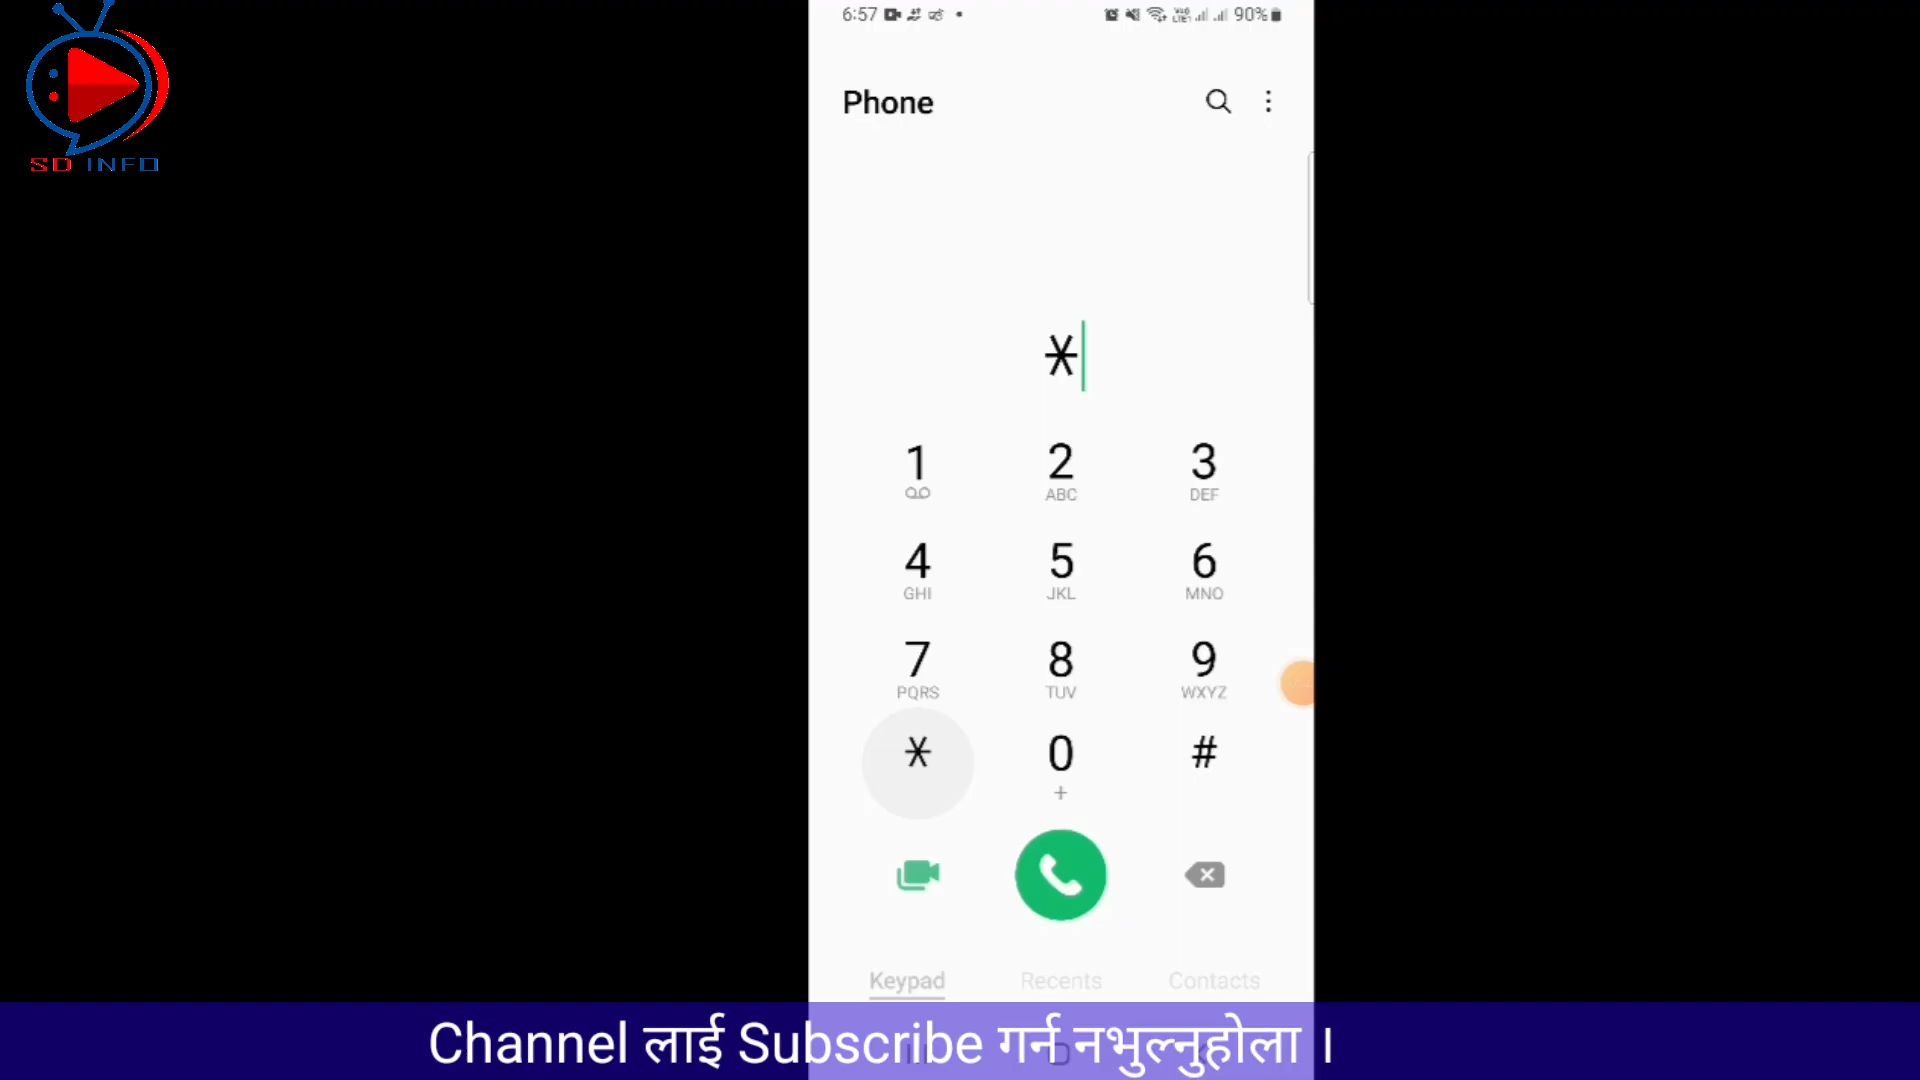 6:57
90%
SD INFO
Phone
*
1 2 3
ABC DEF
4 5 6
GHI JKL MNO
7 8 9
PQRS TUV WXYZ
* 0 #
+
Keypad Recents Contacts
Channel लाई Subscribe गर्न नभुल्नुहोला ।